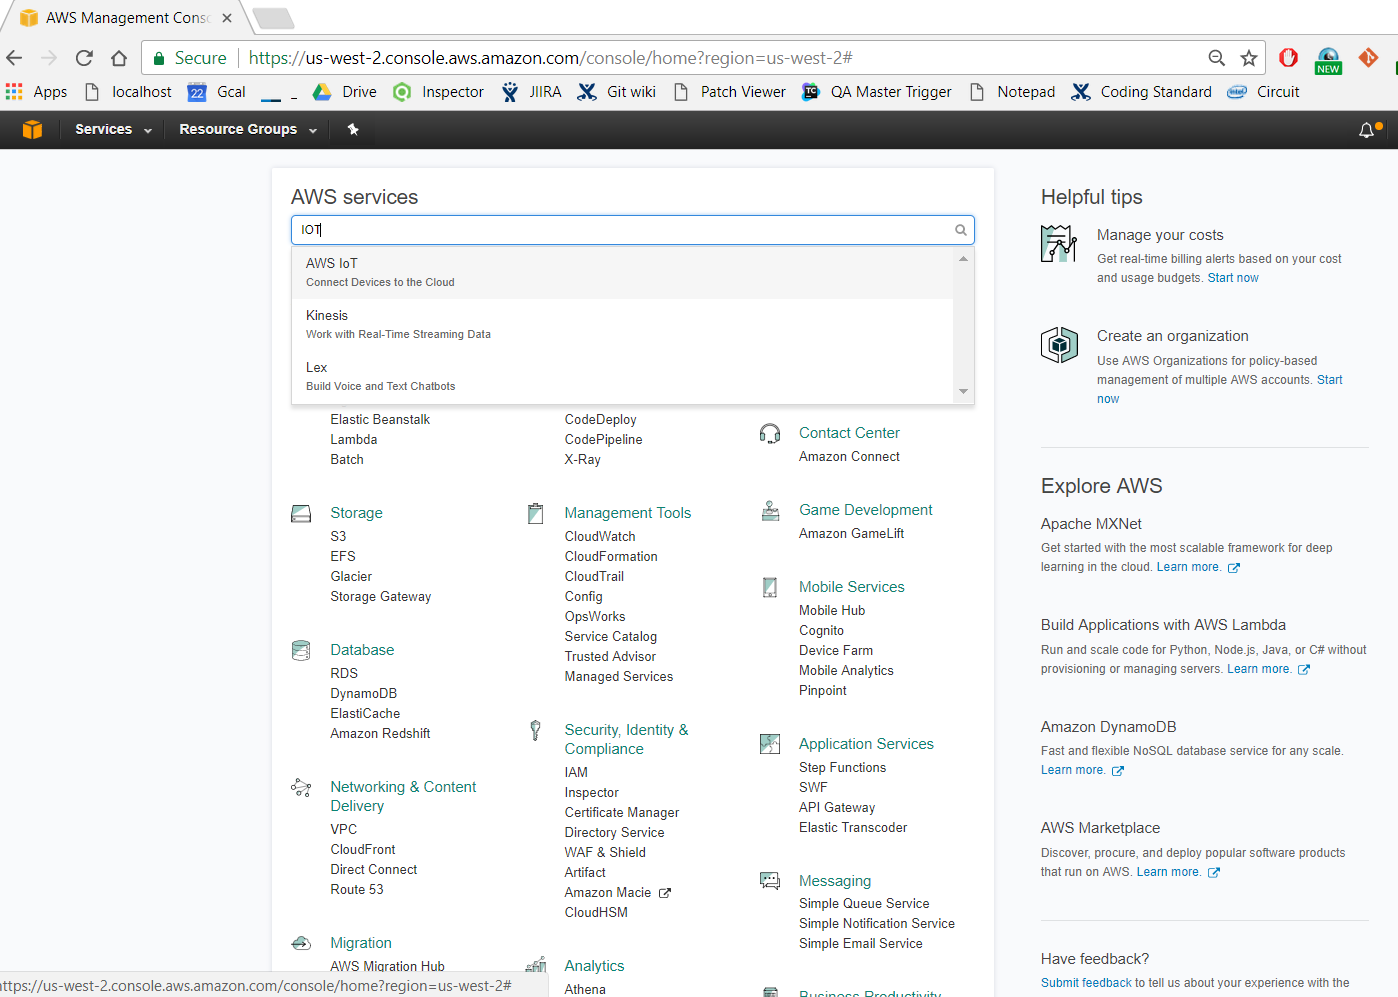 AWS Management Conso
Secure
https://us-west-2.console.aws.amazon.com/console/home?region=us-west-2#
NEW
Apps
localhost
22
Gcal
Drive
Inspector
JIRA
Git wiki
Patch Viewer
TC
QA Master Trigger
Notepad
Coding Standard
intel
Circuit
Services
Resource Groups
AWS services
IOT
AWS IoT
Connect Devices to the Cloud
Kinesis
Work with Real-Time Streaming Data
Lex
Build Voice and Text Chatbots
Elastic Beanstalk
Lambda
Batch
Storage
S3
EFS
Glacier
Storage Gateway
Database
RDS
DynamoDB
ElastiCache
Amazon Redshift
Networking & Content
Delivery
VPC
CloudFront
Direct Connect
Route 53
Migration
AWS Migration Hub
CodeDeploy
CodePipeline
X-Ray
Management Tools
CloudWatch
CloudFormation
CloudTrail
Config
OpsWorks
Service Catalog
Trusted Advisor
Managed Services
Security, Identity &
Compliance
IAM
Inspector
Certificate Manager
Directory Service
WAF & Shield
Artifact
Amazon Macie
CloudHSM
Analytics
Athena
Contact Center
Amazon Connect
Game Development
Amazon GameLift
Mobile Services
Mobile Hub
Cognito
Device Farm
Mobile Analytics
Pinpoint
Application Services
Step Functions
SWF
API Gateway
Elastic Transcoder
Messaging
Simple Queue Service
Simple Notification Service
Simple Email Service
Business Productivity
Helpful tips
Manage your costs
Get real-time billing alerts based on your cost
and usage budgets. Start now
Create an organization
Use AWS Organizations for policy-based
management of multiple AWS accounts. Start
now
Explore AWS
Apache MXNet
Get started with the most scalable framework for deep
learning in the cloud. Learn more.
Build Applications with AWS Lambda
Run and scale code for Python, Node.js, Java, or C# without
provisioning or managing servers. Learn more.
Amazon DynamoDB
Fast and flexible NoSQL database service for any scale.
Learn more.
AWS Marketplace
Discover, procure, and deploy popular software products
that run on AWS. Learn more.
Have feedback?
Submit feedback to tell us about your experience with the
https://us-west-2.console.aws.amazon.com/console/home?region=us-west-2#